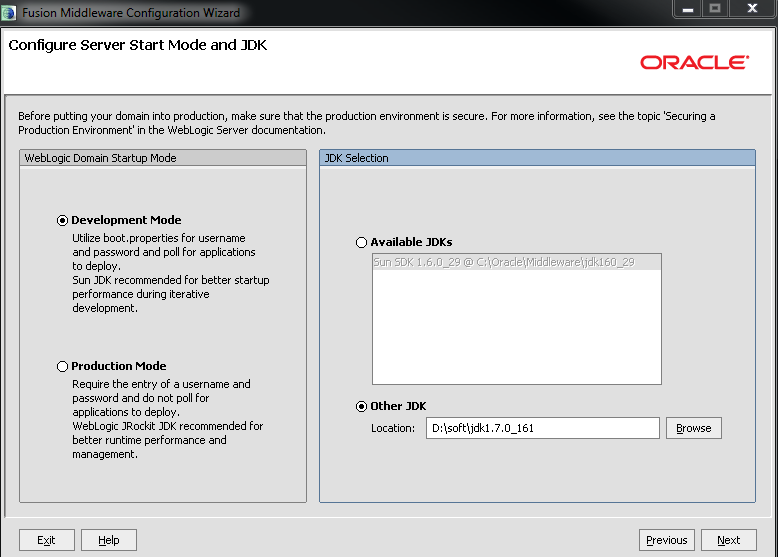 Fusion Middleware Configuration Wizard
Configure Server Start Mode and JDK
ORACLE
Before putting your domain into production, make sure that the production environment is secure. For more information, see the topic 'Securing a
Production Environment' in the WebLogic Server documentation.
WebLogic Domain Startup Mode
Development Mode
Utilize boot.properties for username
and password and poll for applications
to deploy.
Sun JDK recommended for better startup
performance during iterative
development.
Production Mode
Require the entry of a username and
password and do not poll for
applications to deploy.
WebLogic JRockit JDK recommended for
better runtime performance and
management.
JDK Selection
Available JDKs
Sun SDK 1.6.0_29 @ C:\Oracle\Middleware\jdk160_29
Other JDK
Location: D:\soft\jdk1.7.0_161 Browse
Exit Help Previous Next